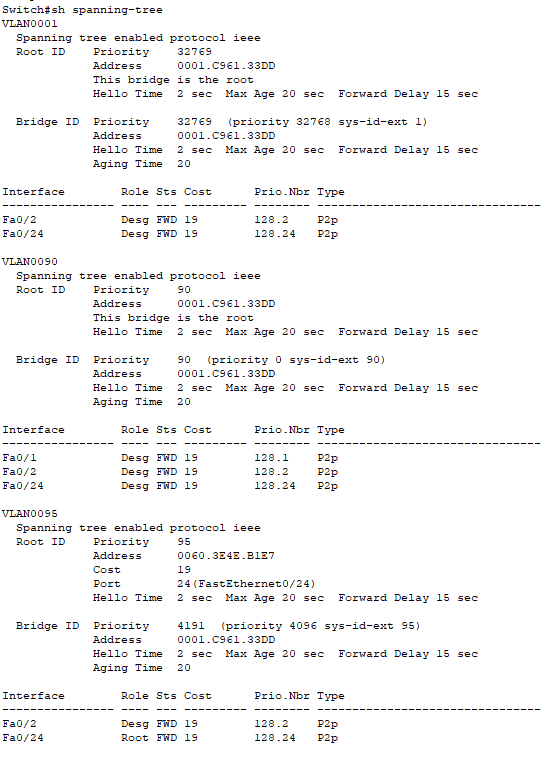 Switch#sh spanning-tree
VLAN0001
  Spanning tree enabled protocol ieee
  Root ID    Priority    32769
             Address     0001.C961.33DD
             This bridge is the root
             Hello Time  2 sec  Max Age 20 sec  Forward Delay 15 sec

  Bridge ID  Priority    32769  (priority 32768 sys-id-ext 1)
             Address     0001.C961.33DD
             Hello Time  2 sec  Max Age 20 sec  Forward Delay 15 sec
             Aging Time  20

Interface        Role Sts Cost      Prio.Nbr Type
---------------- ---- --- --------- -------- --------------------------------
Fa0/2            Desg FWD 19        128.2    P2p
Fa0/24           Desg FWD 19        128.24   P2p

VLAN0090
  Spanning tree enabled protocol ieee
  Root ID    Priority    90
             Address     0001.C961.33DD
             This bridge is the root
             Hello Time  2 sec  Max Age 20 sec  Forward Delay 15 sec

  Bridge ID  Priority    90  (priority 0 sys-id-ext 90)
             Address     0001.C961.33DD
             Hello Time  2 sec  Max Age 20 sec  Forward Delay 15 sec
             Aging Time  20

Interface        Role Sts Cost      Prio.Nbr Type
---------------- ---- --- --------- -------- --------------------------------
Fa0/1            Desg FWD 19        128.1    P2p
Fa0/2            Desg FWD 19        128.2    P2p
Fa0/24           Desg FWD 19        128.24   P2p

VLAN0095
  Spanning tree enabled protocol ieee
  Root ID    Priority    95
             Address     0060.3E4E.B1E7
             Cost        19
             Port        24(FastEthernet0/24)
             Hello Time  2 sec  Max Age 20 sec  Forward Delay 15 sec

  Bridge ID  Priority    4191  (priority 4096 sys-id-ext 95)
             Address     0001.C961.33DD
             Hello Time  2 sec  Max Age 20 sec  Forward Delay 15 sec
             Aging Time  20

Interface        Role Sts Cost      Prio.Nbr Type
---------------- ---- --- --------- -------- --------------------------------
Fa0/2            Desg FWD 19        128.2    P2p
Fa0/24           Root FWD 19        128.24   P2p